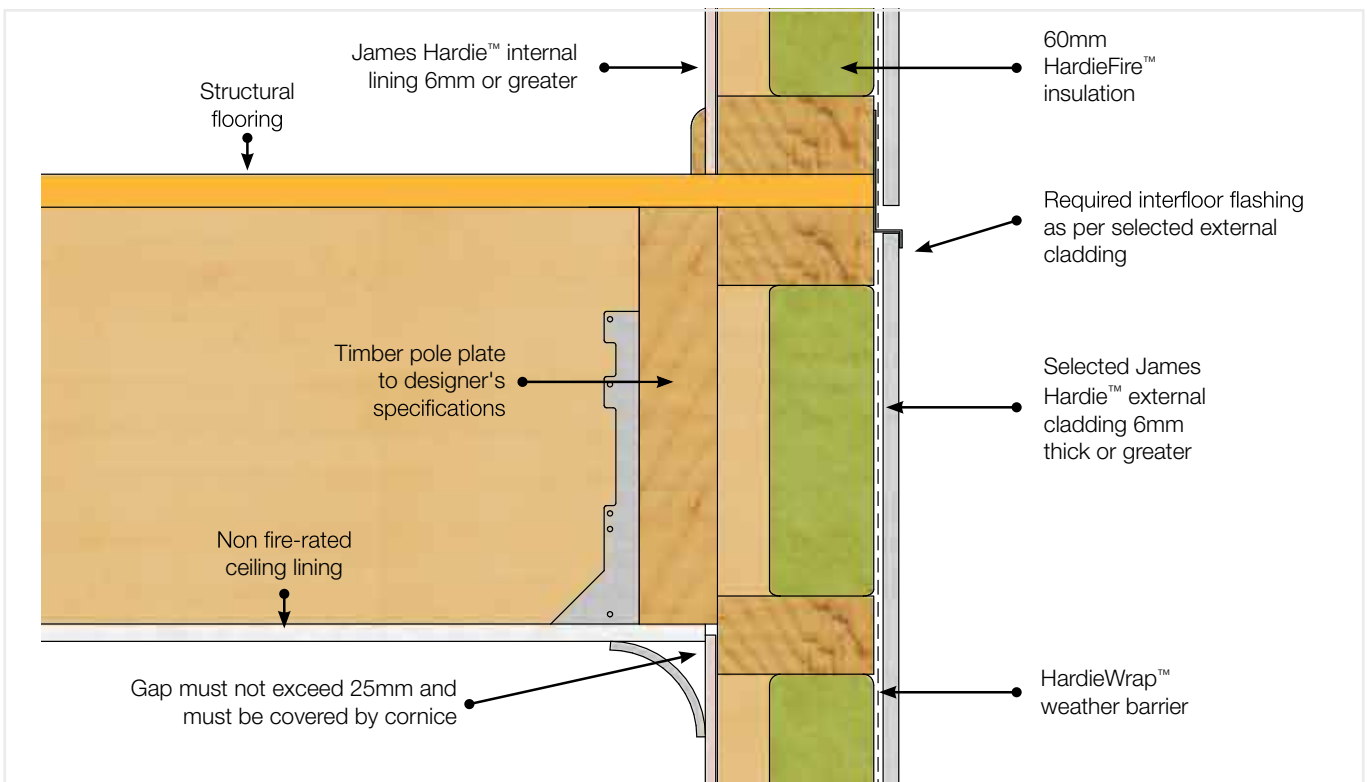 James Hardie™ internal
lining 6mm or greater
60mm
HardieFire™
insulation
Structural
flooring
Required interfloor flashing
as per selected external
cladding
Timber pole plate
to designer's
specifications
Selected James
Hardie™ external
cladding 6mm
thick or greater
Non fire-rated
ceiling lining
Gap must not exceed 25mm and
must be covered by cornice
HardieWrap™
weather barrier